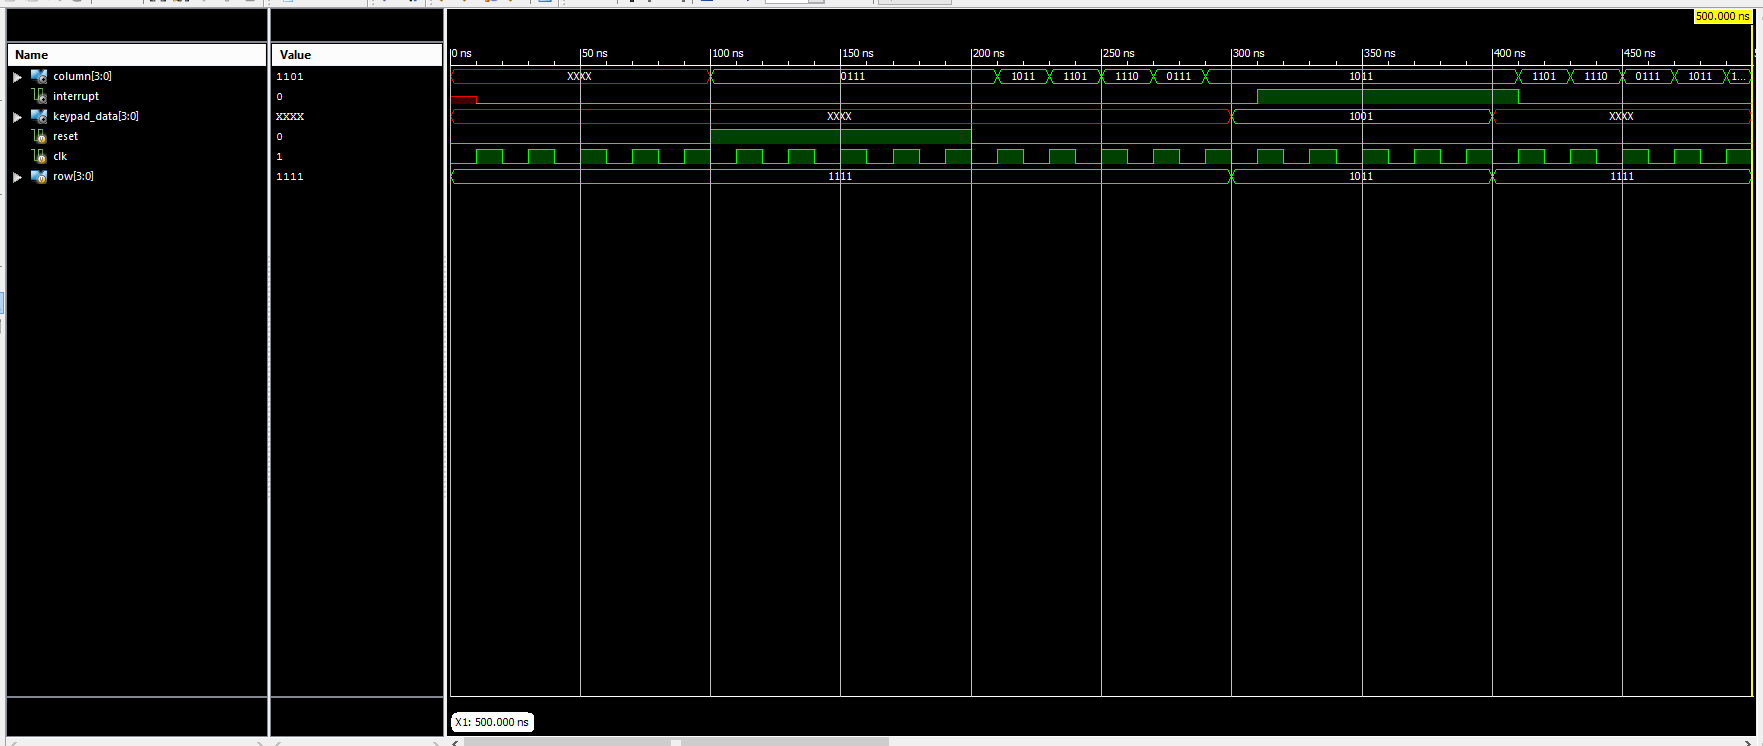 500.000 ns
Name Value
0 ns 50 ns 100 ns 150 ns 200 ns 250 ns 300 ns 350 ns 400 ns 450 ns
column[3:0] 1101 XXXX 0111 1011 1101 1110 0111 1011 1101 1110 0111 1011 1...
interrupt 0
keypad_data[3:0] XXXX XXXX 1001 XXXX
reset 0
clk 1
row[3:0] 1111 1111 1011 1111
X1: 500.000 ns